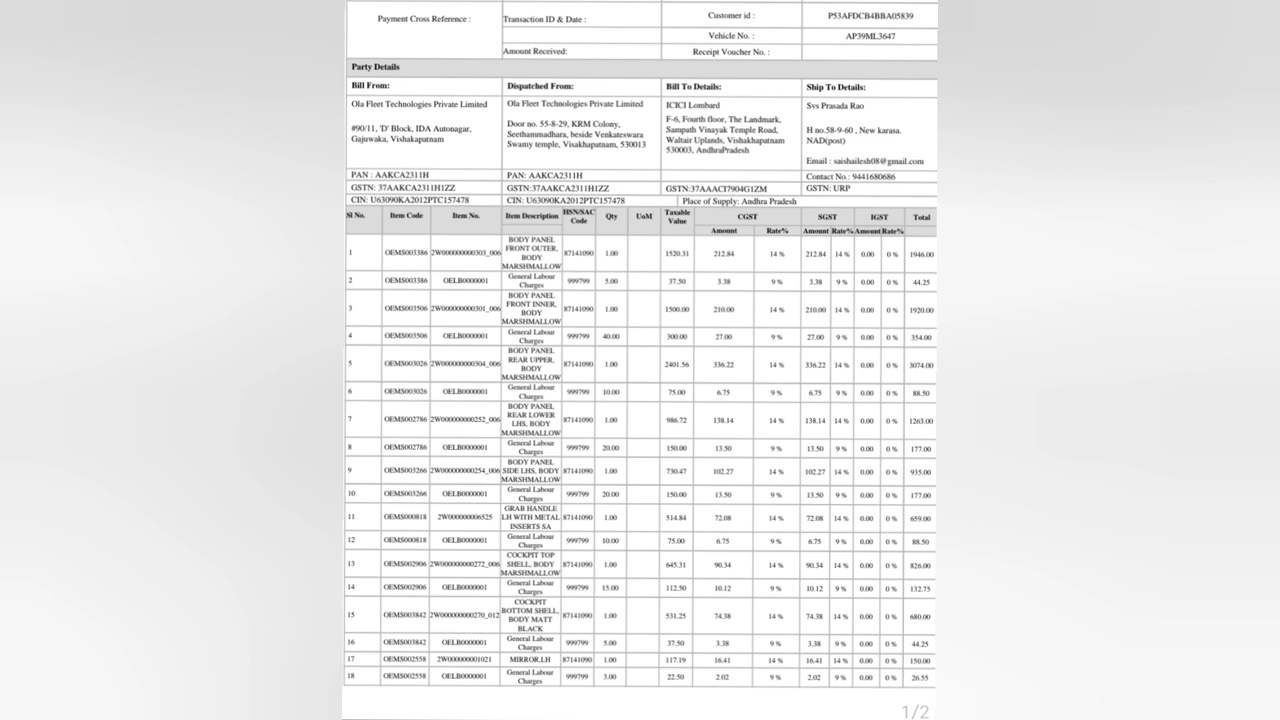 Payment Cross Reference :
Transaction ID & Date :
Customer id :
P53AFDCB4BBA05839
Vehicle No. :
AP39ML3647
Amount Received:
Receipt Voucher No. :
Party Details
Bill From:
Dispatched From:
Bill To Details:
Ship To Details:
Ola Fleet Technologies Private Limited
#90/11, 'D' Block, IDA Autonagar,
Gajuwaka, Vishakapatnam
Ola Fleet Technologies Private Limited
Door no. 55-8-29, KRM Colony,
Seethammadhara, beside Venkateswara
Swamy temple, Visakhapatnam, 530013
ICICI Lombard
F-6, Fourth floor, The Landmark,
Sampath Vinayak Temple Road,
Waltair Uplands, Vishakhapatnam
530003, AndhraPradesh
Svs Prasada Rao
H no.58-9-60 , New karasa.
NAD(post)
Email : saishailesh08@gmail.com
PAN : AAKCA2311H
PAN: AAKCA2311H
Contact No.: 9441680686
GSTN: 37AAKCA2311H1ZZ
GSTN:37AAKCA2311H1ZZ
GSTN:37AAACI7904G1ZM
GSTN: URP
CIN: U63090KA2012PTC157478
CIN: U63090KA2012PTC157478
Place of Supply: Andhra Pradesh
Sl No. Item Code Item No. Item Description HSN/SAC Code Qty UoM Taxable Value CGST SGST IGST Total
Amount Rate% Amount Rate% Amount Rate%
1 OEMS003386 2W000000000303_006 BODY PANEL FRONT OUTER, BODY MARSHMALLOW 87141090 1.00 1520.31 212.84 14 % 212.84 14 % 0.00 0 % 1946.00
2 OEMS003386 OELB0000001 General Labour Charges 999799 5.00 37.50 3.38 9 % 3.38 9 % 0.00 0 % 44.25
3 OEMS003506 2W000000000301_006 BODY PANEL FRONT INNER, BODY MARSHMALLOW 87141090 1.00 1500.00 210.00 14 % 210.00 14 % 0.00 0 % 1920.00
4 OEMS003506 OELB0000001 General Labour Charges 999799 40.00 300.00 27.00 9 % 27.00 9 % 0.00 0 % 354.00
5 OEMS003026 2W000000000304_006 BODY PANEL REAR UPPER, BODY MARSHMALLOW 87141090 1.00 2401.56 336.22 14 % 336.22 14 % 0.00 0 % 3074.00
6 OEMS003026 OELB0000001 General Labour Charges 999799 10.00 75.00 6.75 9 % 6.75 9 % 0.00 0 % 88.50
7 OEMS002786 2W000000000252_006 BODY PANEL REAR LOWER LHS, BODY MARSHMALLOW 87141090 1.00 986.72 138.14 14 % 138.14 14 % 0.00 0 % 1263.00
8 OEMS002786 OELB0000001 General Labour Charges 999799 20.00 150.00 13.50 9 % 13.50 9 % 0.00 0 % 177.00
9 OEMS003266 2W000000000254_006 BODY PANEL SIDE LHS, BODY MARSHMALLOW 87141090 1.00 730.47 102.27 14 % 102.27 14 % 0.00 0 % 935.00
10 OEMS003266 OELB0000001 General Labour Charges 999799 20.00 150.00 13.50 9 % 13.50 9 % 0.00 0 % 177.00
11 OEMS000818 2W000000006525 GRAB HANDLE LH WITH METAL INSERTS SA 87141090 1.00 514.84 72.08 14 % 72.08 14 % 0.00 0 % 659.00
12 OEMS000818 OELB0000001 General Labour Charges 999799 10.00 75.00 6.75 9 % 6.75 9 % 0.00 0 % 88.50
13 OEMS002906 2W000000000272_006 COCKPIT TOP SHELL, BODY MARSHMALLOW 87141090 1.00 645.31 90.34 14 % 90.34 14 % 0.00 0 % 826.00
14 OEMS002906 OELB0000001 General Labour Charges 999799 15.00 112.50 10.12 9 % 10.12 9 % 0.00 0 % 132.75
15 OEMS003842 2W000000000270_012 COCKPIT BOTTOM SHELL, BODY MATT BLACK 87141090 1.00 531.25 74.38 14 % 74.38 14 % 0.00 0 % 680.00
16 OEMS003842 OELB0000001 General Labour Charges 999799 5.00 37.50 3.38 9 % 3.38 9 % 0.00 0 % 44.25
17 OEMS002558 2W000000001021 MIRROR,LH 87141090 1.00 117.19 16.41 14 % 16.41 14 % 0.00 0 % 150.00
18 OEMS002558 OELB0000001 General Labour Charges 999799 3.00 22.50 2.02 9 % 2.02 9 % 0.00 0 % 26.55
1/2